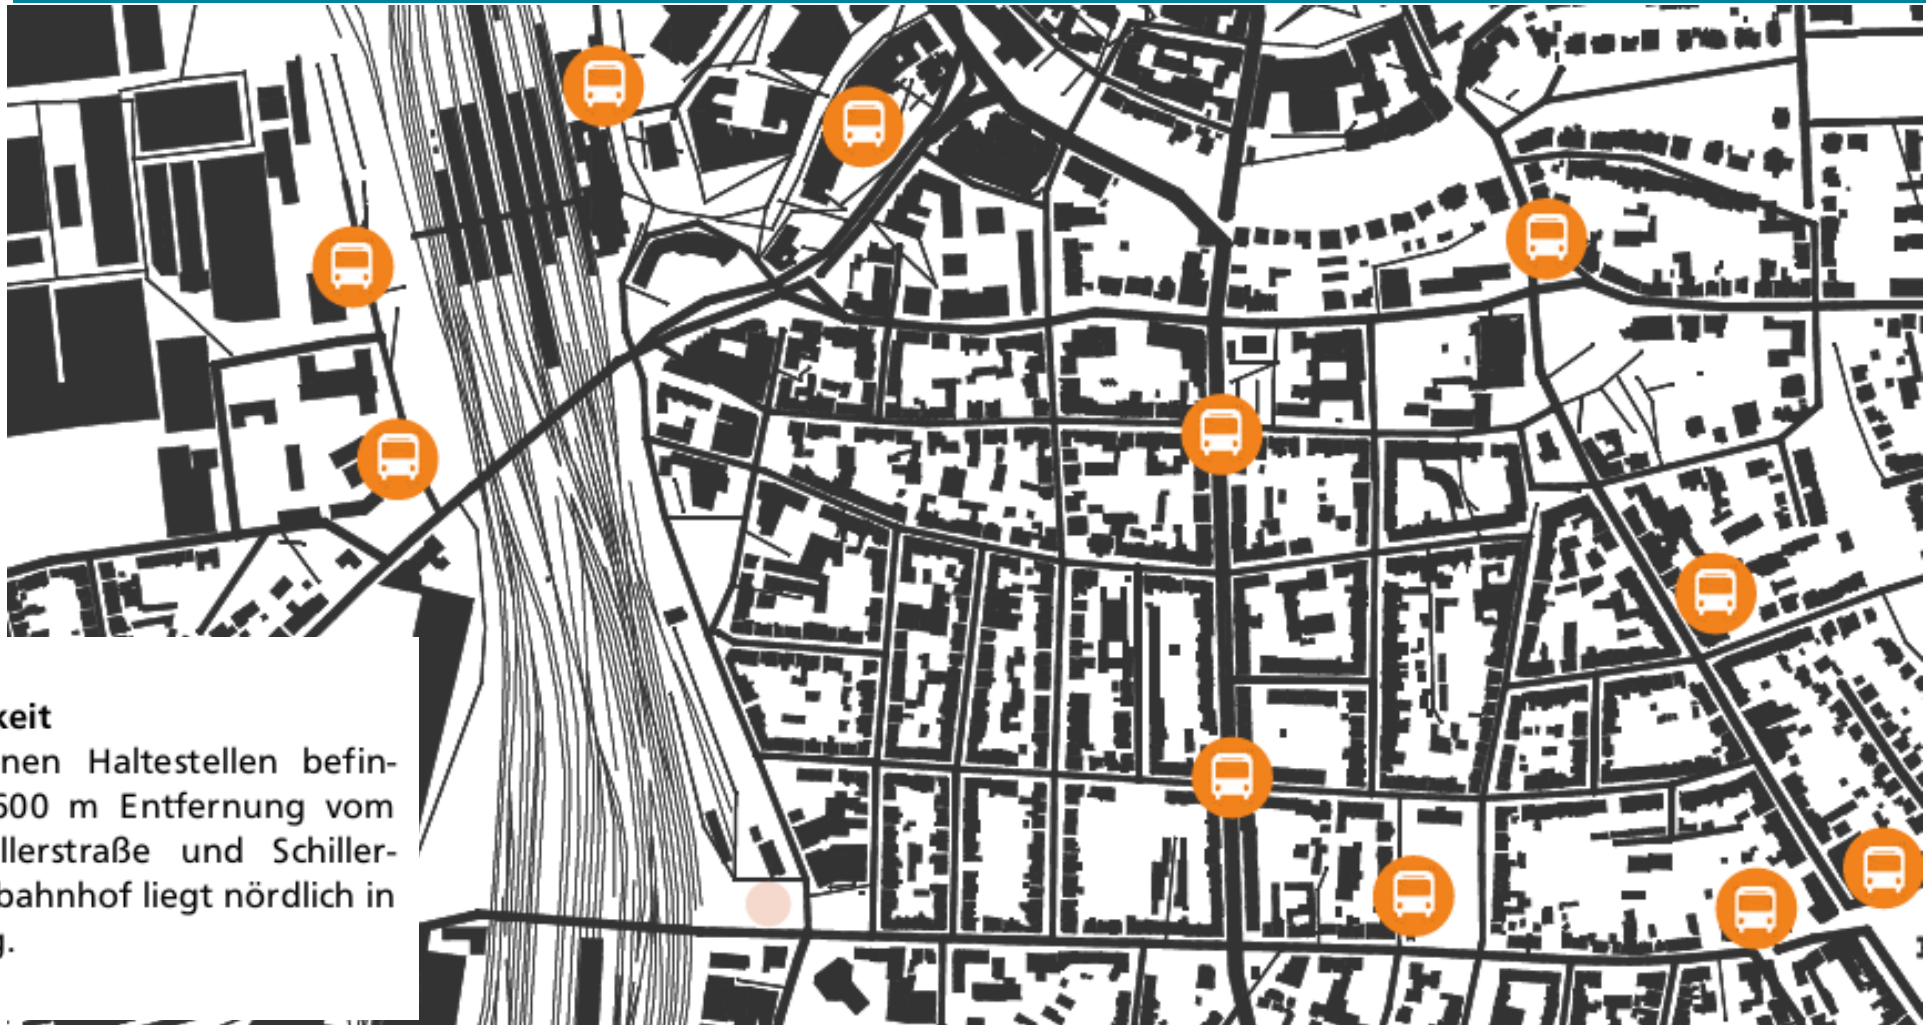 keit
nen Haltestellen befin-
600 m Entfernung vom
llerstraße und Schiller-
bahnhof liegt nördlich in
g.